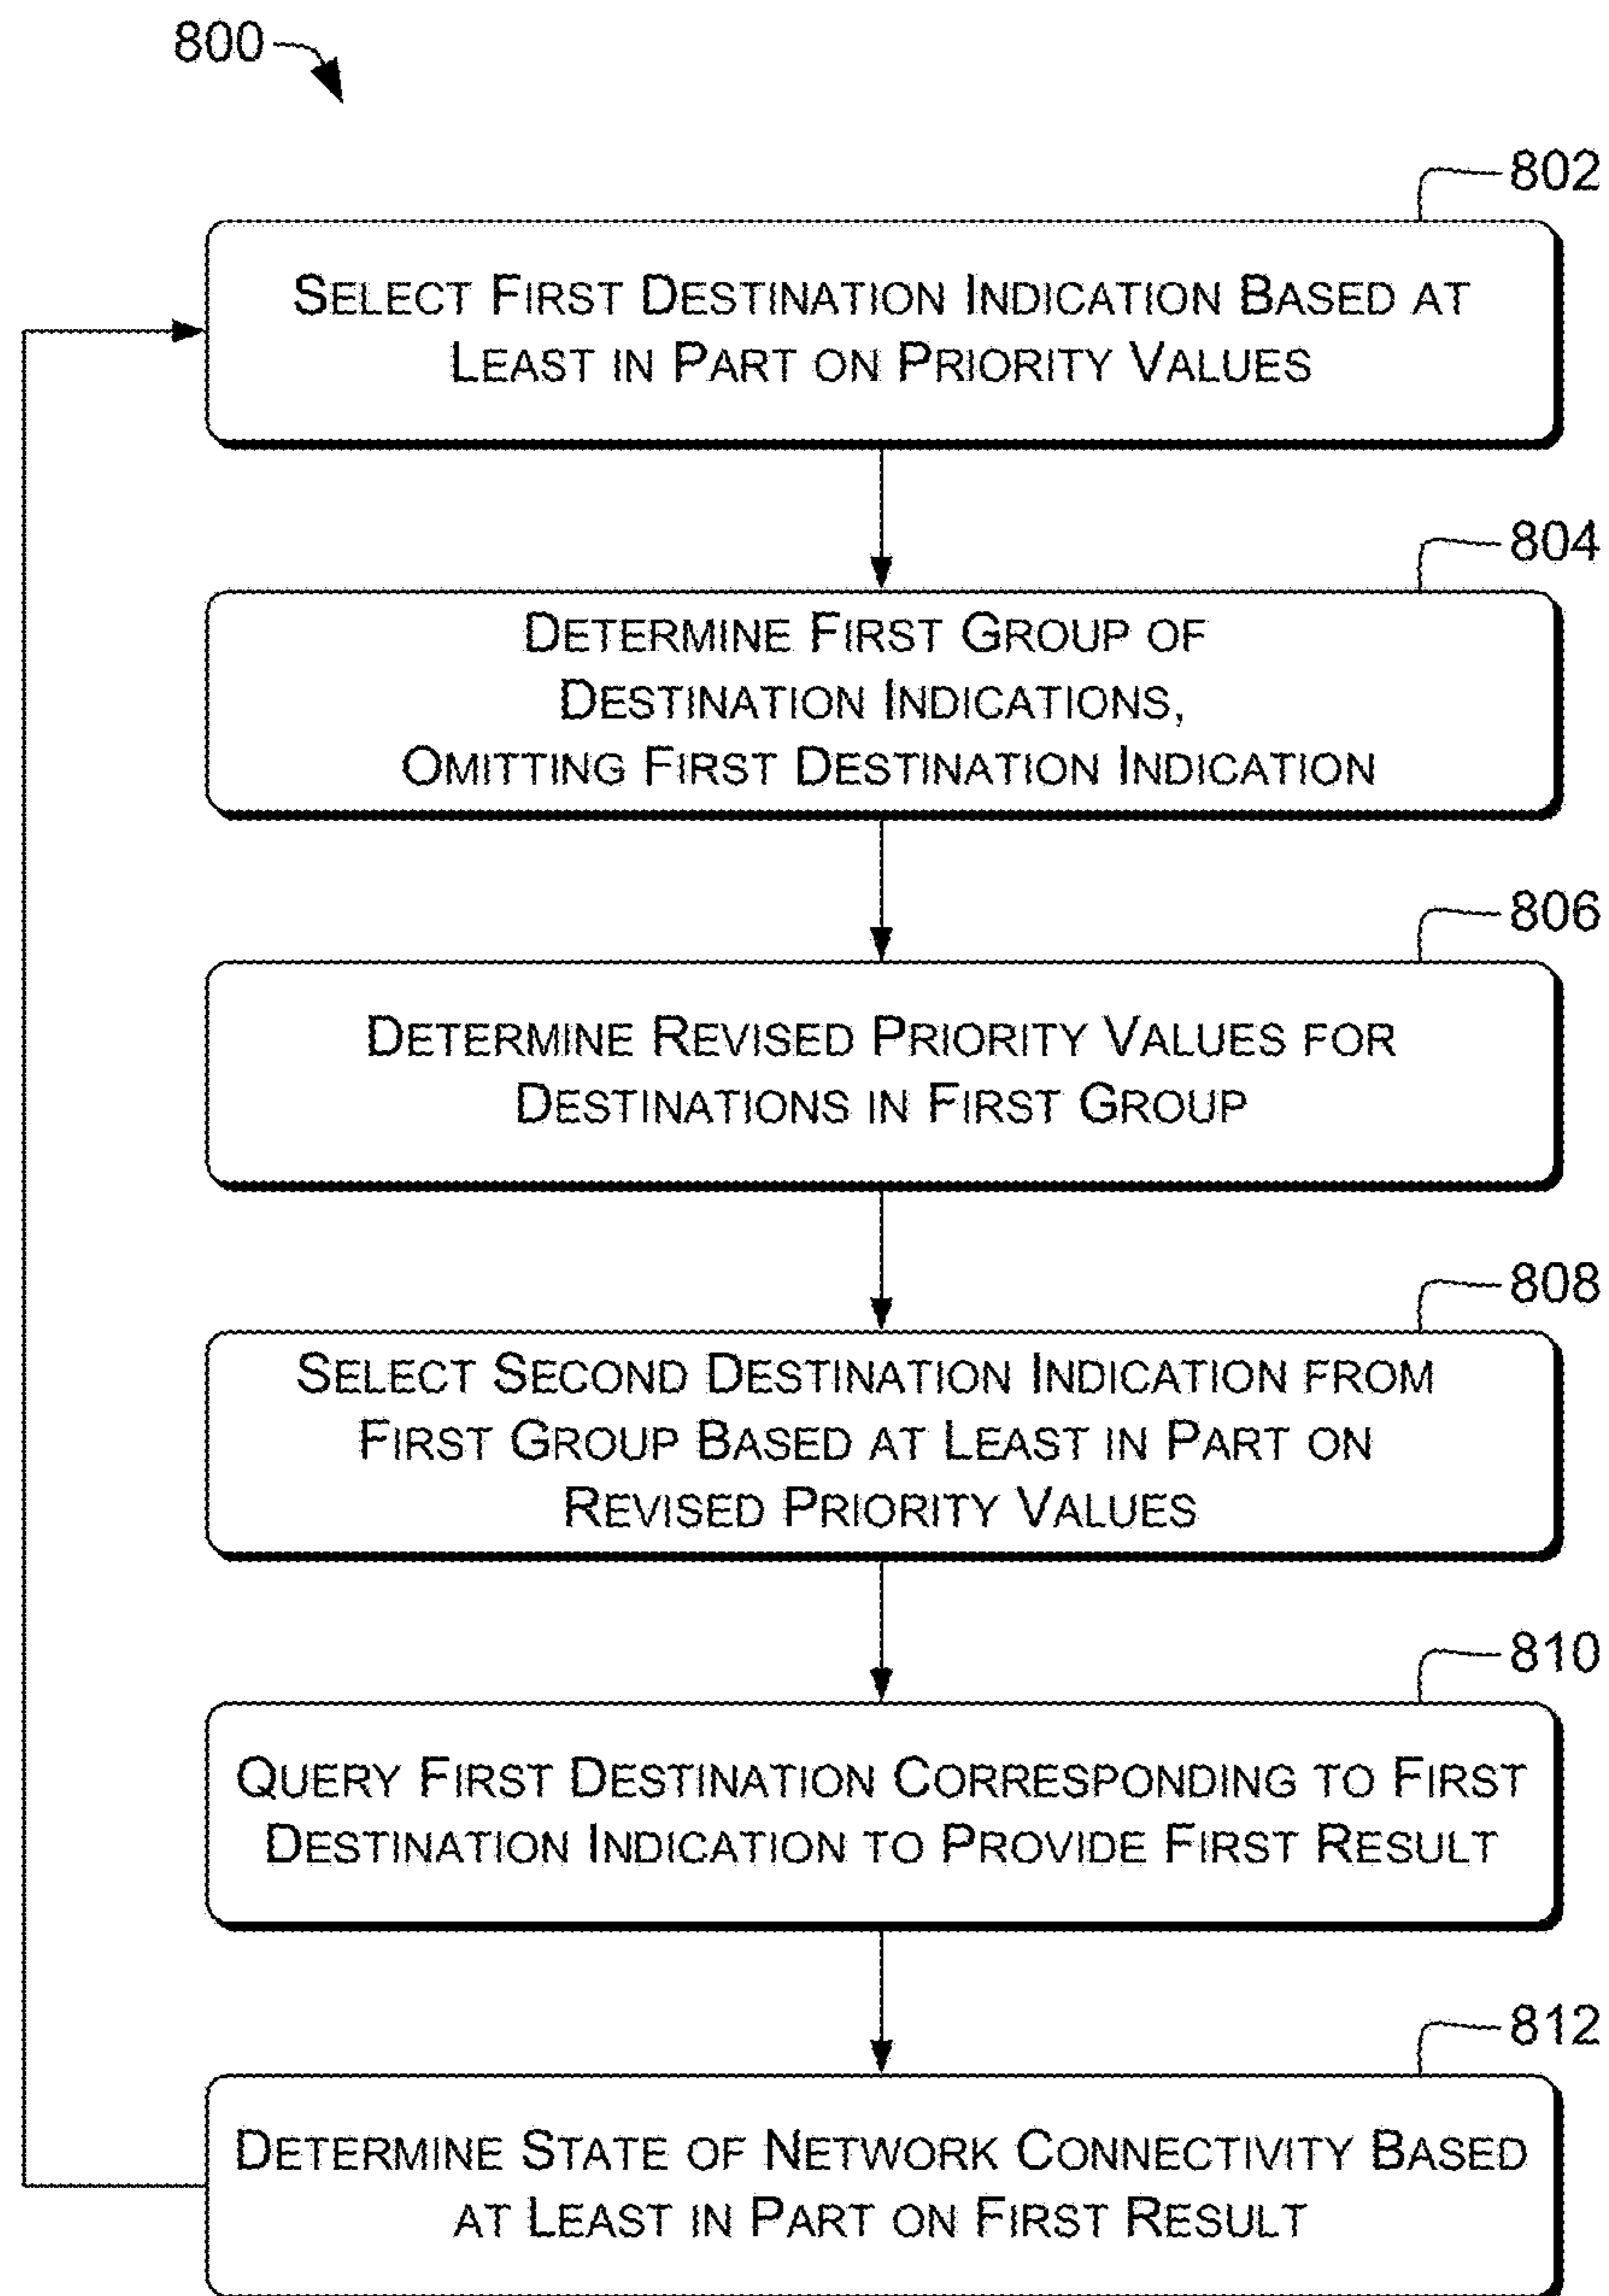 800
802
SELECT FIRST DESTINATION INDICATION BASED AT
LEAST IN PART ON PRIORITY VALUES
804
DETERMINE FIRST GROUP OF
DESTINATION INDICATIONS,
OMITTING FIRST DESTINATION INDICATION
806
DETERMINE REVISED PRIORITY VALUES FOR
DESTINATIONS IN FIRST GROUP
808
SELECT SECOND DESTINATION INDICATION FROM
FIRST GROUP BASED AT LEAST IN PART ON
REVISED PRIORITY VALUES
810
QUERY FIRST DESTINATION CORRESPONDING TO FIRST
DESTINATION INDICATION TO PROVIDE FIRST RESULT
812
DETERMINE STATE OF NETWORK CONNECTIVITY BASED
AT LEAST IN PART ON FIRST RESULT